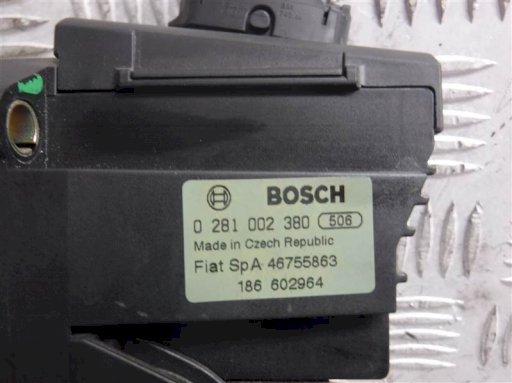 BOSCH
0 281 002 380 506
Made in Czech Republic
Fiat SpA 46755863
186 602964